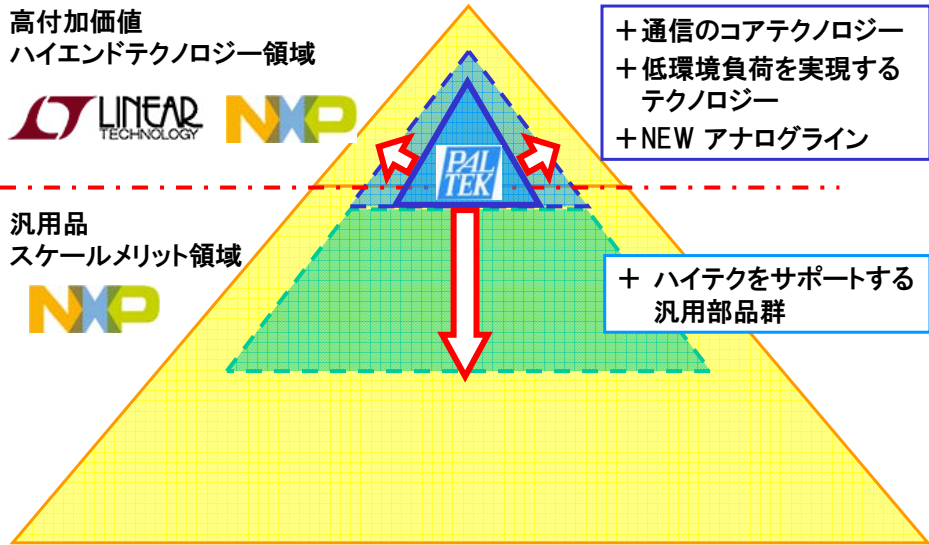 高付加価値
ハイエンドテクノロジー領域
LINEAR
TECHNOLOGY
NXP
+通信のコアテクノロジー
+低環境負荷を実現する
テクノロジー
+NEW アナログライン
PAL
TEK
汎用品
スケールメリット領域
NXP
+ ハイテクをサポートする
汎用部品群